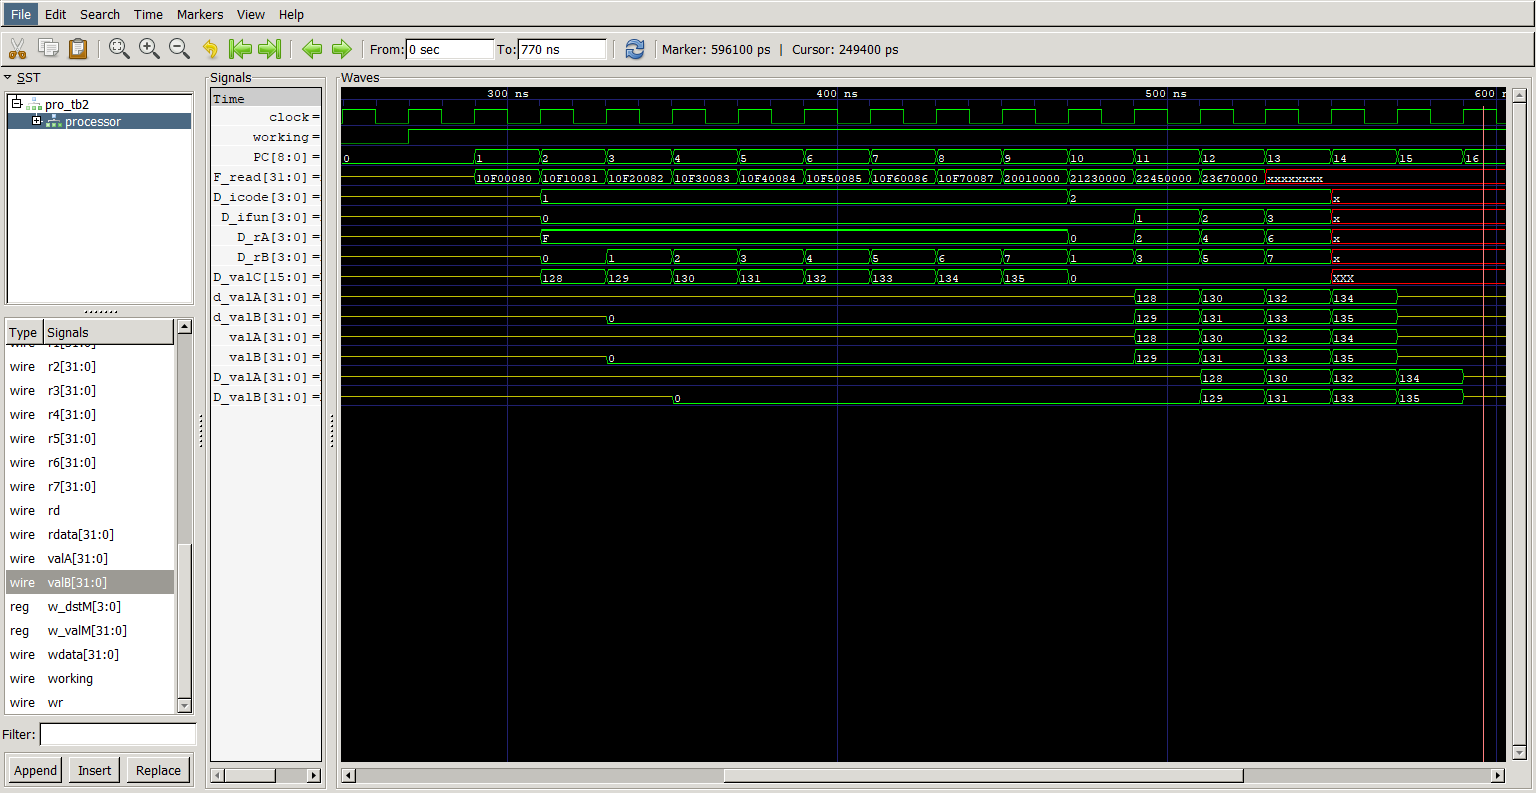 File Edit Search Time Markers View Help
From: 0 sec To: 770 ns Marker: 596100 ps | Cursor: 249400 ps
SST
pro_tb2
processor
Type Signals
wire r2[31:0]
wire r3[31:0]
wire r4[31:0]
wire r5[31:0]
wire r6[31:0]
wire r7[31:0]
wire rd
wire rdata[31:0]
wire valA[31:0]
wire valB[31:0]
reg w_dstM[3:0]
reg w_valM[31:0]
wire wdata[31:0]
wire working
wire wr
Filter:
Append Insert Replace
Signals
Time
clock =
working =
PC[8:0] =
F_read[31:0] =
D_icode[3:0] =
D_ifun[3:0] =
D_rA[3:0] =
D_rB[3:0] =
D_valC[15:0] =
d_valA[31:0] =
d_valB[31:0] =
valA[31:0] =
valB[31:0] =
D_valA[31:0] =
D_valB[31:0] =
Waves
300 ns 400 ns 500 ns 600
0 1 2 3 4 5 6 7 8 9 10 11 12 13 14 15 16
10F00080 10F10081 10F20082 10F30083 10F40084 10F50085 10F60086 10F70087 20010000 21230000 22450000 23670000 xxxxxxxx
1 2 x
0 1 2 3 x
F 0 2 4 6 x
0 1 2 3 4 5 6 7 1 3 5 7 x
128 129 130 131 132 133 134 135 0 XXX
128 130 132 134
0 129 131 133 135
128 130 132 134
0 129 131 133 135
128 130 132 134
0 129 131 133 135